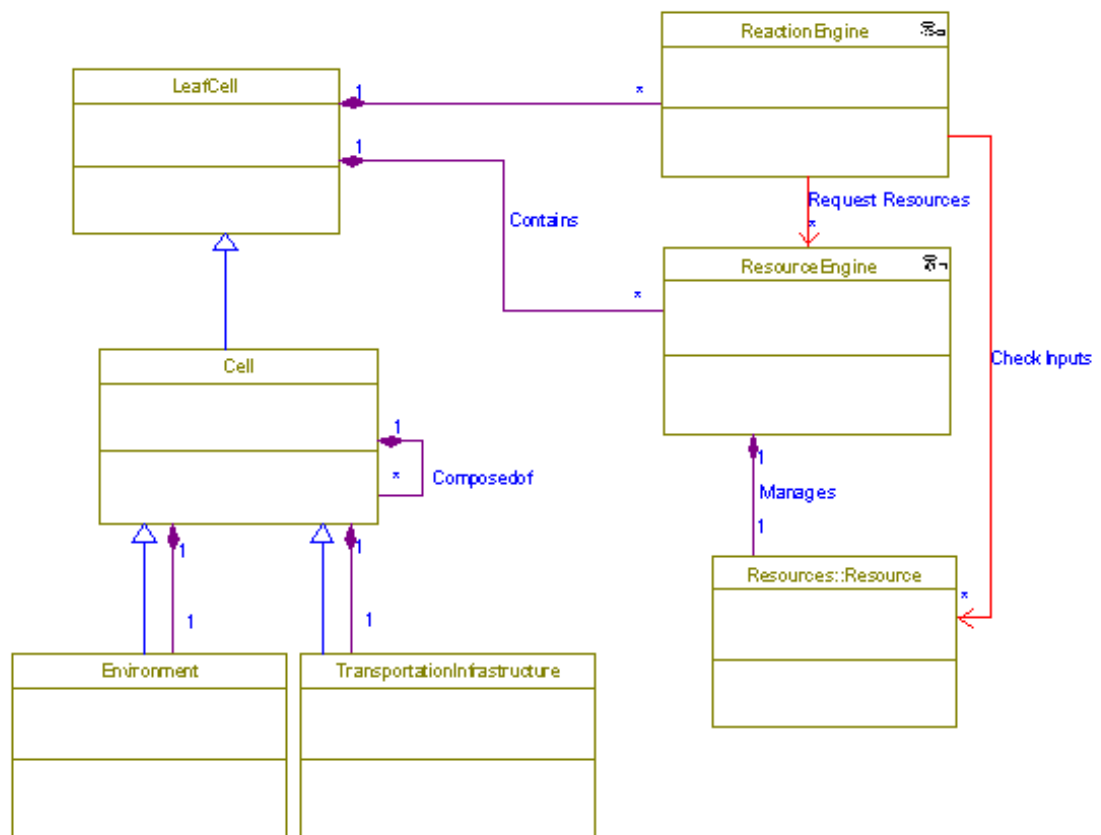 ReactionEngine
LeafCell
1
*
1
Request Resources
*
Contains
ResourceEngine
*
Cell
Check Inputs
1
*
Composedof
1
Manages
1
1
1
Resources::Resource
*
1
1
Environment
TransportationInfrastructure